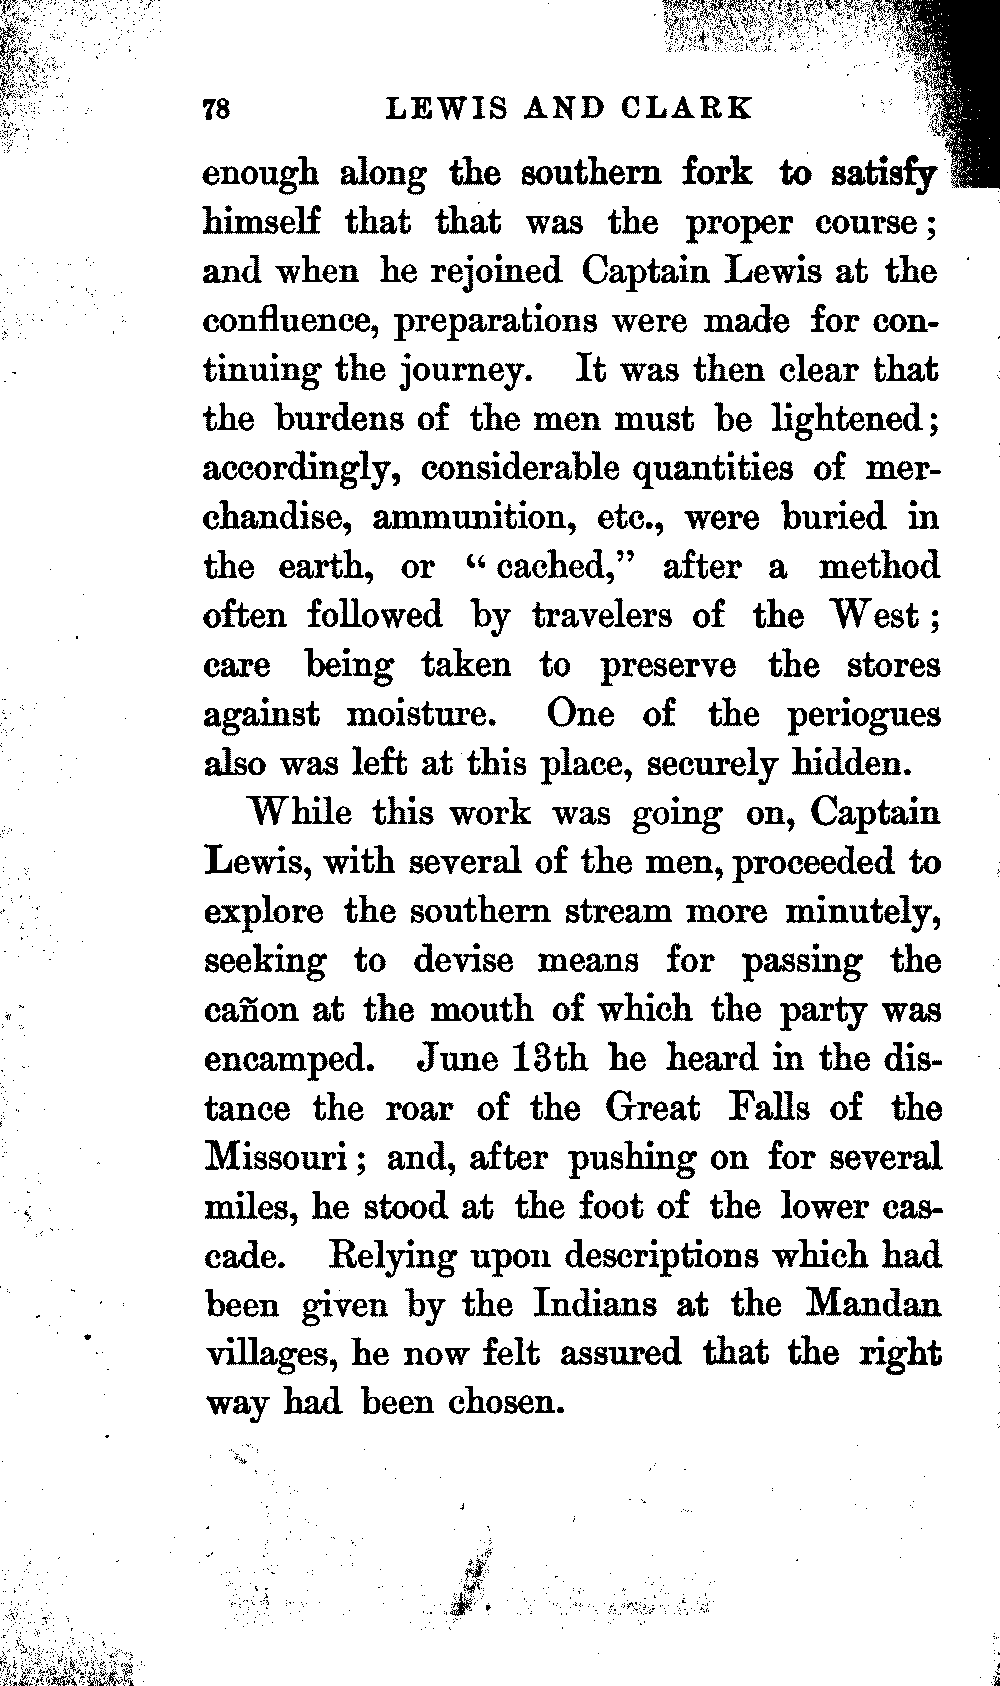 78 LEWIS AND CLARK
enough along the southern fork to satisfy
himself that that was the proper course;
and when he rejoined Captain Lewis at the
confluence, preparations were made for con-
tinuing the journey. It was then clear that
the burdens of the men must be lightened;
accordingly, considerable quantities of mer-
chandise, ammunition, etc., were buried in
the earth, or "cached," after a method
often followed by travelers of the West;
care being taken to preserve the stores
against moisture. One of the periogues
also was left at this place, securely hidden.
While this work was going on, Captain
Lewis, with several of the men, proceeded to
explore the southern stream more minutely,
seeking to devise means for passing the
cañon at the mouth of which the party was
encamped. June 13th he heard in the dis-
tance the roar of the Great Falls of the
Missouri; and, after pushing on for several
miles, he stood at the foot of the lower cas-
cade. Relying upon descriptions which had
been given by the Indians at the Mandan
villages, he now felt assured that the right
way had been chosen.